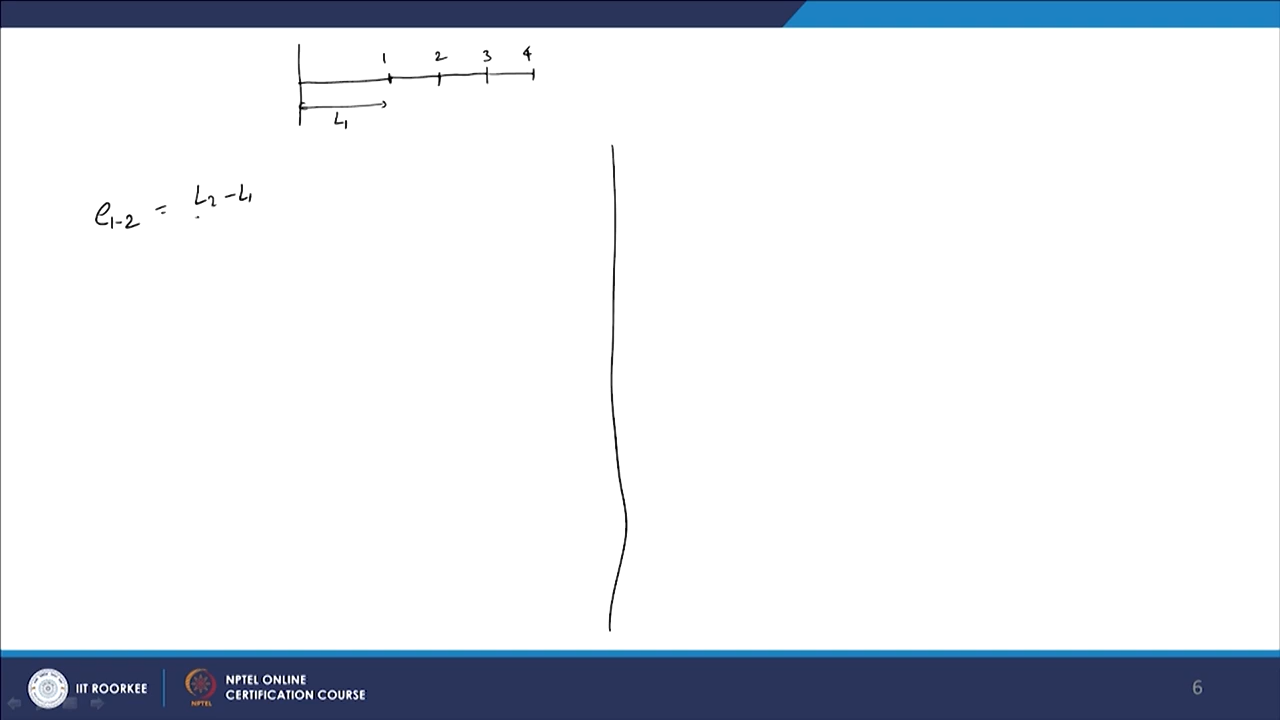 1 2 3 4
L₁
e₁₋₂ = L₂ - L₁
IIT ROORKEE
NPTEL
NPTEL ONLINE
CERTIFICATION COURSE
6